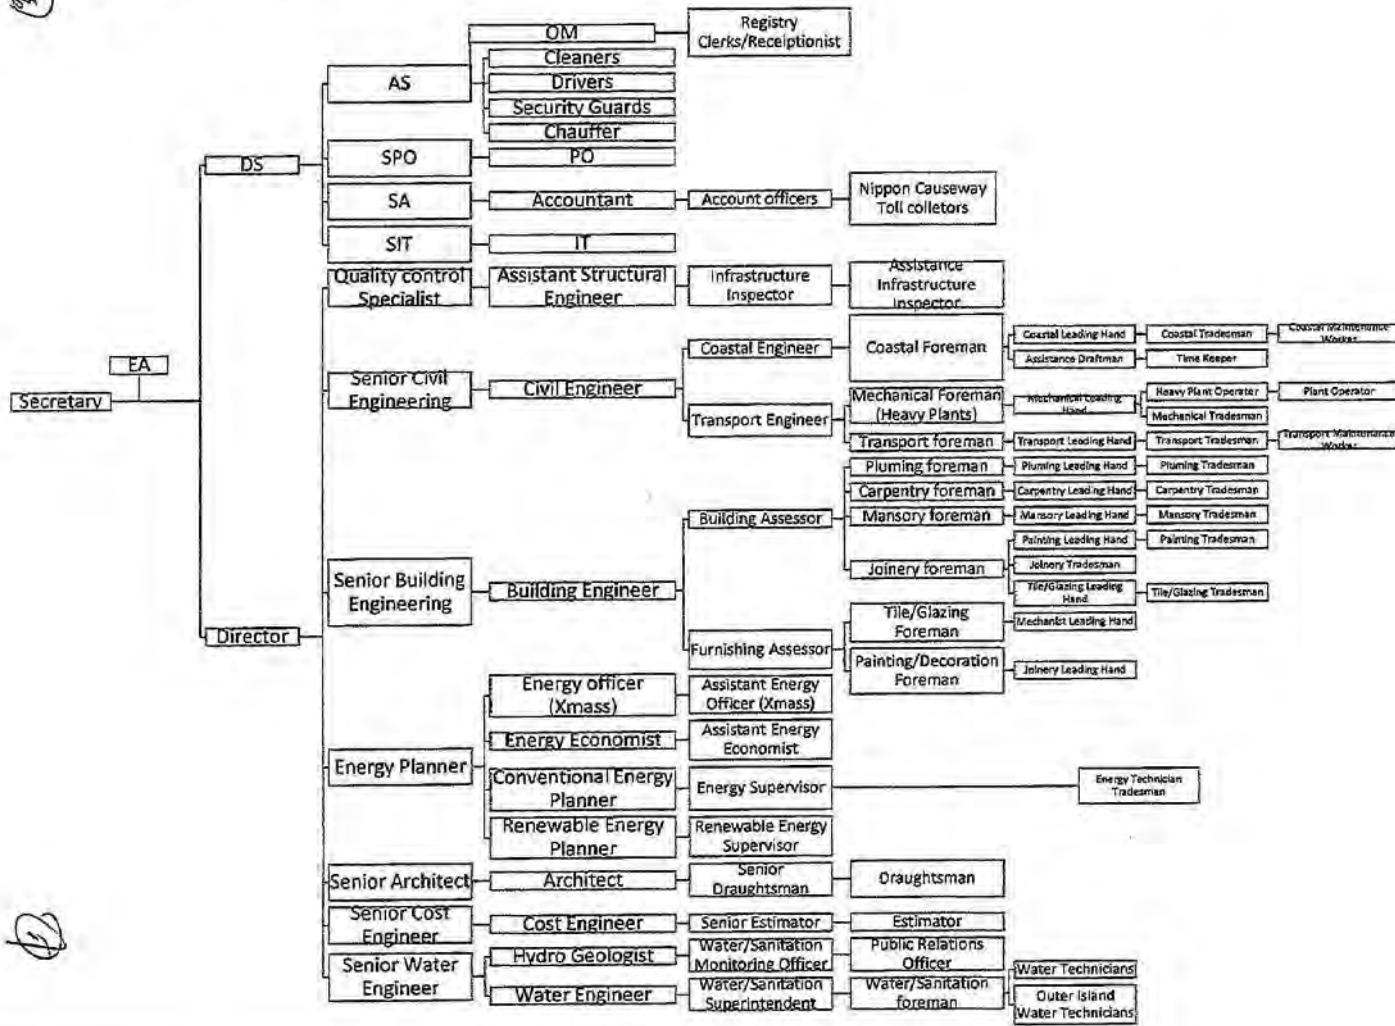 OM
Registry
Clerks/Receiptionist
AS
Cleaners
Drivers
Security Guards
Chauffer
DS
SPO
PO
SA
Accountant
Account officers
Nippon Causeway
Toll colletors
SIT
IT
Quality control
Specialist
Assistant Structural
Engineer
Infrastructure
Inspector
Assistance
Infrastructure
Inspector
EA
Secretary
Senior Civil
Engineering
Civil Engineer
Coastal Engineer
Coastal Foreman
Coastal Leading Hand
Coastal Tradesman
Coastal Maintenance
Worker
Assistance Draftman
Time Keeper
Transport Engineer
Mechanical Foreman
(Heavy Plants)
Mechanical Leading
Hand
Heavy Plant Operater
Plant Operator
Mechanical Tradesman
Transport foreman
Transport Leading Hand
Transport Tradesman
Transport Maintenance
Worker
Director
Senior Building
Engineering
Building Engineer
Building Assessor
Pluming foreman
Pluming Leading Hand
Pluming Tradesman
Carpentry foreman
Carpentry Leading Hand
Carpentry Tradesman
Mansory foreman
Mansory Leading Hand
Mansory Tradesman
Joinery foreman
Painting Leading Hand
Painting Tradesman
Joinery Tradesman
Tile/Glazing Leading
Hand
Tile/Glazing Tradesman
Furnishing Assessor
Tile/Glazing
Foreman
Mechanist Leading Hand
Painting/Decoration
Foreman
Joinery Leading Hand
Energy Planner
Energy officer
(Xmass)
Assistant Energy
Officer (Xmass)
Energy Economist
Assistant Energy
Economist
Conventional Energy
Planner
Energy Supervisor
Energy Technician
Tradesman
Renewable Energy
Planner
Renewable Energy
Supervisor
Senior Architect
Architect
Senior
Draughtsman
Draughtsman
Senior Cost
Engineer
Cost Engineer
Senior Estimator
Estimator
Senior Water
Engineer
Hydro Geologist
Water/Sanitation
Monitoring Officer
Public Relations
Officer
Water Engineer
Water/Sanitation
Superintendent
Water/Sanitation
foreman
Water Technicians
Outer Island
Water Technicians